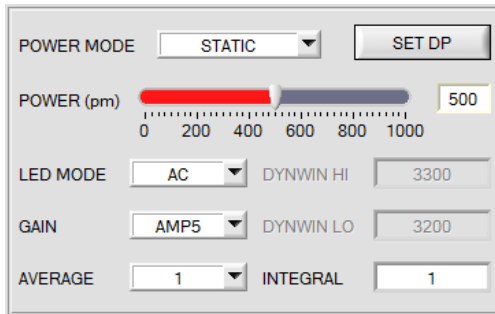 POWER MODE STATIC SET DP
POWER (pm) 500
0 200 400 600 800 1000
LED MODE AC DYNWIN HI 3300
GAIN AMP5 DYNWIN LO 3200
AVERAGE 1 INTEGRAL 1